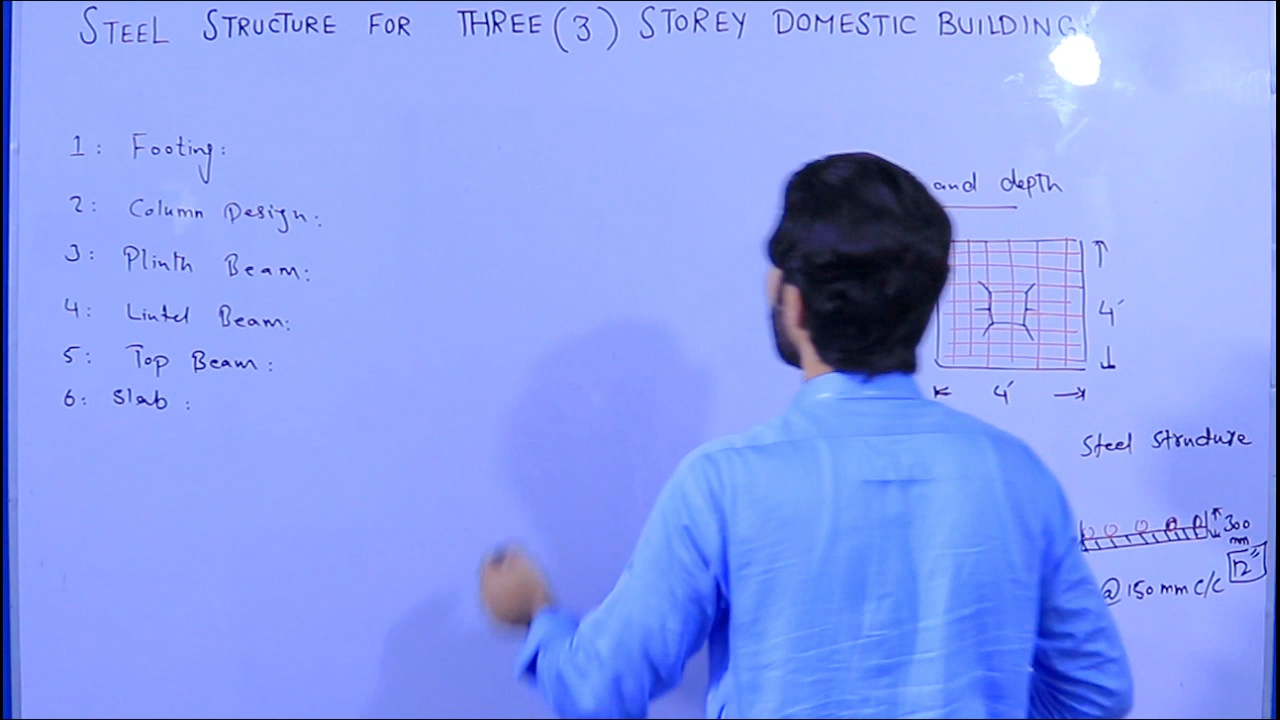 STEEL STRUCTURE FOR THREE (3) STOREY DOMESTIC BUILDING:
1: Footing:
2: Column Design:
3: Plinth Beam:
4: Lintel Beam:
5: Top Beam:
6: Slab :
and depth
4'
4'
Steel Structure
300
mm
12"
@ 150 mm C/C